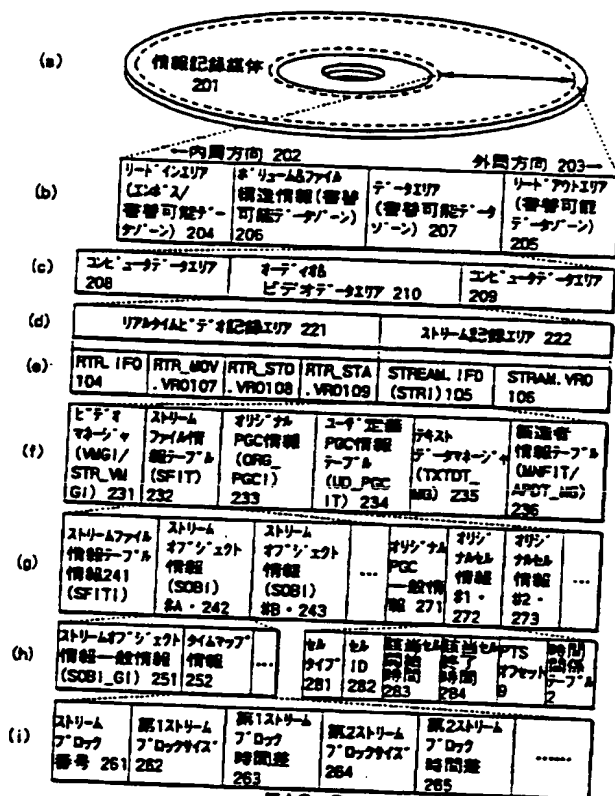 (a)
情報記録媒体
201
←内周方向 202
外周方向 203→
(b)
リードインエリア
(エンボス/
書替可能デー
タゾーン) 204
ボリューム&ファイル
構造情報(書替
可能データゾーン)
206
データエリア
(書替可能データ
ゾーン) 207
リードアウトエリア
(書替可能
データゾーン)
205
(c)
コンピュータデータエリア
208
オーディオ&
ビデオデータエリア 210
コンピュータデータエリア
209
(d)
リアルタイムビデオ記録エリア 221
ストリーム記録エリア 222
(e)
RTR.IFO
104
RTR_MOV
.VRO107
RTR_STO
.VRO108
RTR_STA
.VRO109
STREAM.IFO
(STRI)105
STRAM.VRO
106
(f)
ビデオ
マネージャ
(VMGI/
STR_VM
GI) 231
ストリーム
ファイル情
報テーブル
(SFIT)
232
オリジナル
PGC情報
(ORG_
PGCI)
233
ユーザ定義
PGC情報
テーブル
(UD_PGC
IT) 234
テキスト
データマネージャ
(TXTDT_
MG) 235
製造者
情報テーブル
(MNFIT/
APDT_MG)
236
(g)
ストリームファイル
情報テーブル
情報241
(SFITI)
ストリーム
オブジェクト
情報
(SOBI)
#A・242
ストリーム
オブジェクト
情報
(SOBI)
#B・243
...
オリジナル
PGC
一般情
報 271
オリジ
ナルセル
情報
#1・
272
オリジ
ナルセル
情報
#2・
273
...
(h)
ストリームオブジェクト
情報一般情報
(SOBI_GI) 251
タイムマップ
情報
252
....
セル
タイプ
281
セル
ID
282
該当セル
開始
時間
283
該当セル
終了
時間
284
PTS
オフセット
9
時間
関係
テーブル
2
(i)
ストリーム
ブロック
番号 261
第1ストリーム
ブロックサイズ
262
第1ストリーム
ブロック
時間差
263
第2ストリーム
ブロックサイズ
264
第2ストリーム
ブロック
時間差
265
......